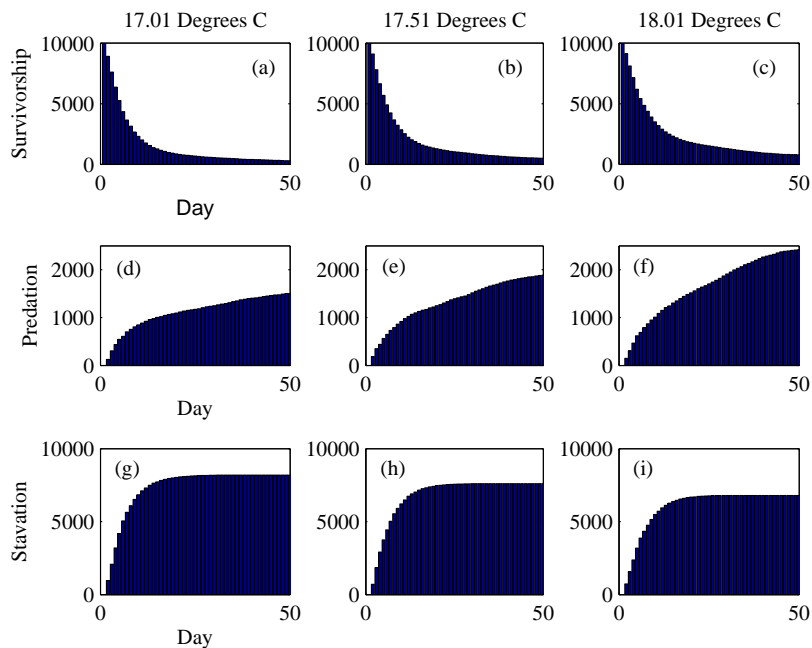 17.01 Degrees C 17.51 Degrees C 18.01 Degrees C
10000 10000 10000
(a) (b) (c)
Survivorship
5000 5000 5000
0 0 0
0 50 0 50 0 50
Day
2000 2000 2000
(d) (e) (f)
Predation
1000 1000 1000
0 0 0
0 50 0 50 0 50
Day
10000 10000 10000
(g) (h) (i)
Stavation
5000 5000 5000
0 0 0
0 50 0 50 0 50
Day